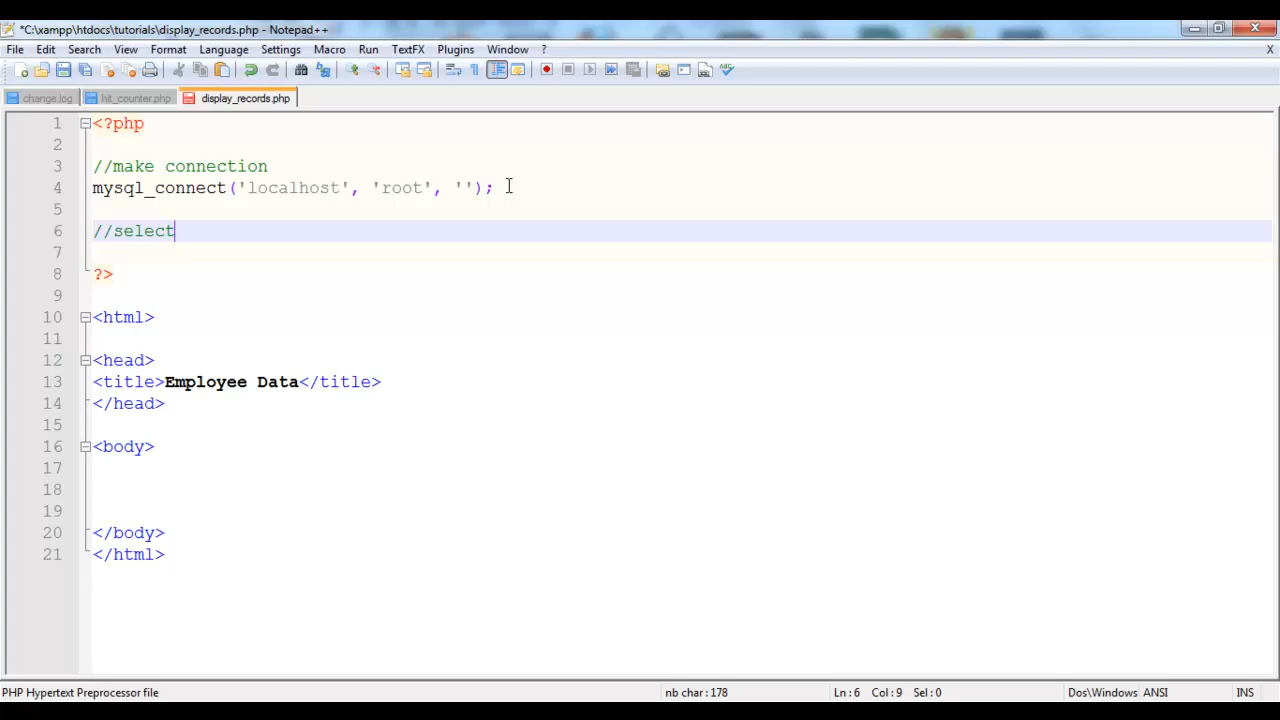 *C:\xampp\htdocs\tutorials\display_records.php - Notepad++
File Edit Search View Format Language Settings Macro Run TextFX Plugins Window ? X
change.log hit_counter.php display_records.php
1 <?php
2
3 //make connection
4 mysql_connect('localhost', 'root', '');
5
6 //select
7
8 ?>
9
10 <html>
11
12 <head>
13 <title>Employee Data</title>
14 </head>
15
16 <body>
17
18
19
20 </body>
21 </html>
PHP Hypertext Preprocessor file nb char : 178 Ln : 6 Col : 9 Sel : 0 Dos\Windows ANSI INS